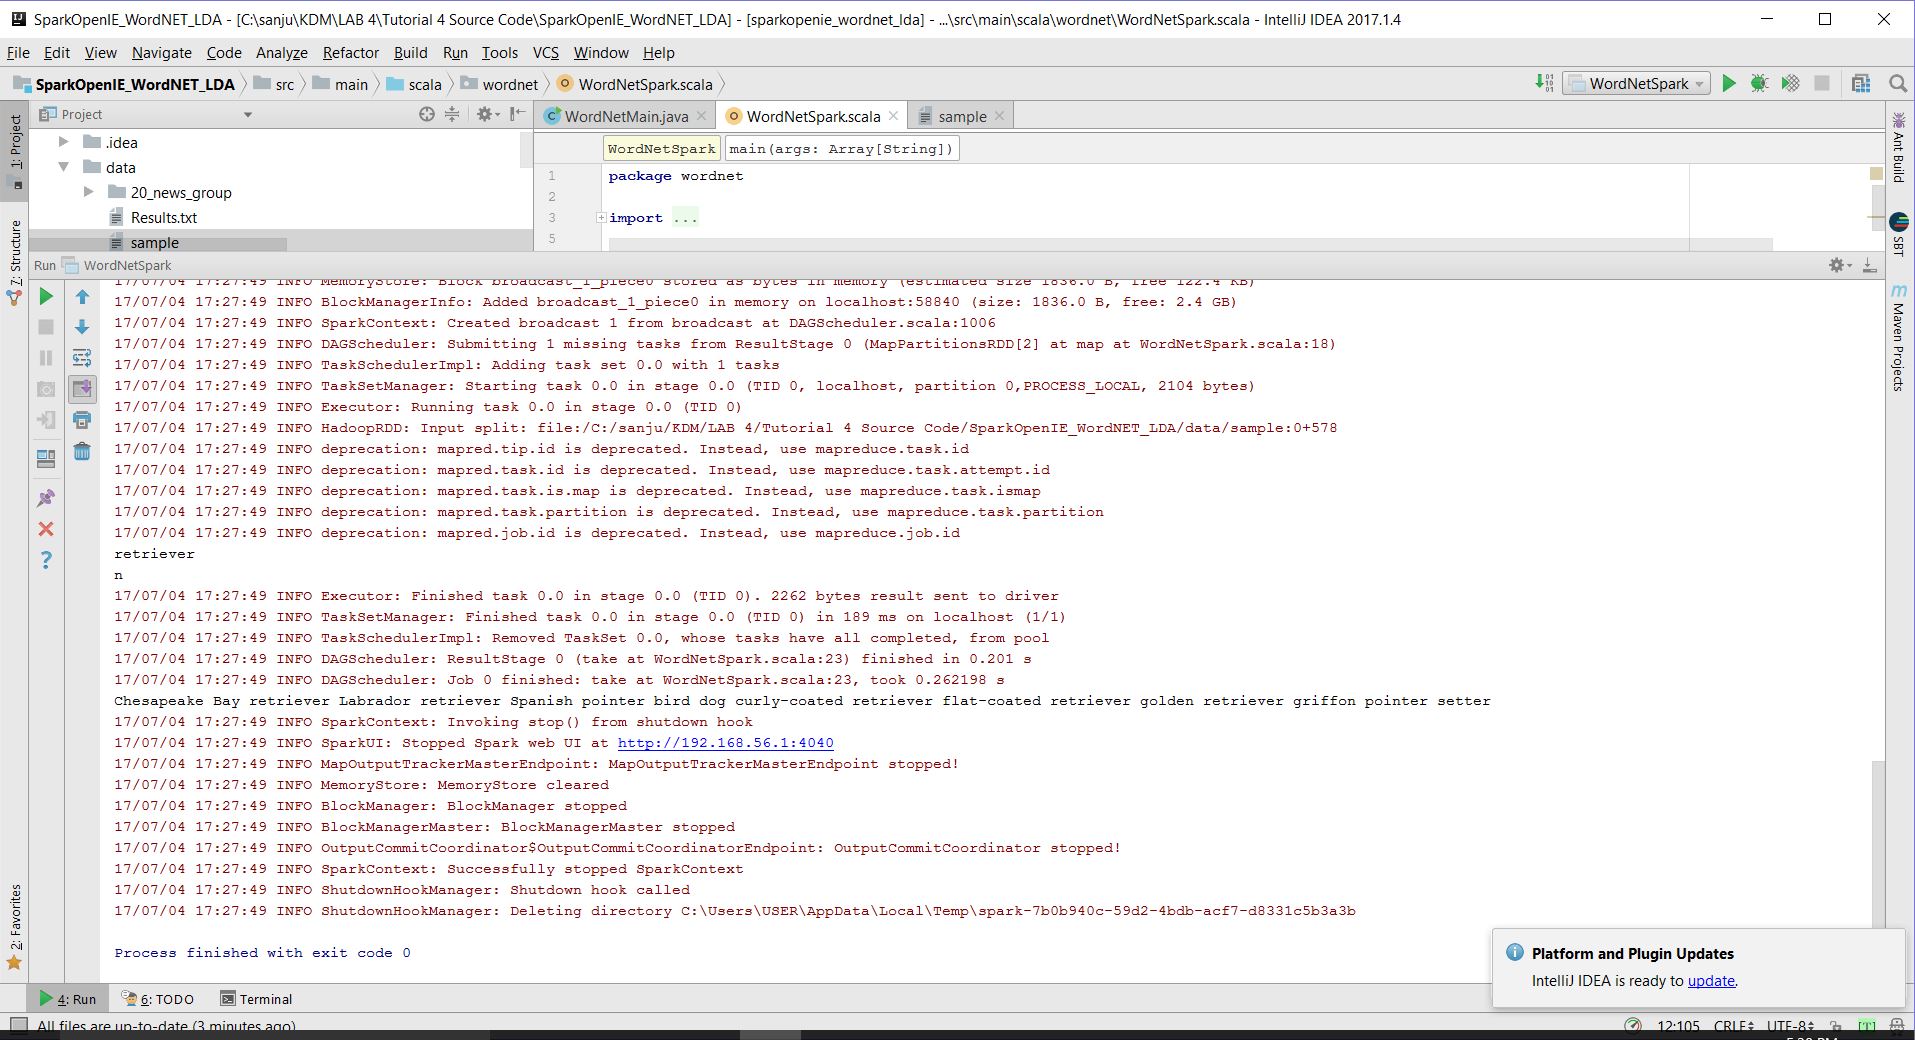 SparkOpenIE_WordNET_LDA - [C:\sanju\KDM\LAB 4\Tutorial 4 Source Code\SparkOpenIE_WordNET_LDA] - [sparkopenie_wordnet_lda] - ...\src\main\scala\wordnet\WordNetSpark.scala - IntelliJ IDEA 2017.1.4
File Edit View Navigate Code Analyze Refactor Build Run Tools VCS Window Help
SparkOpenIE_WordNET_LDA src main scala wordnet WordNetSpark.scala WordNetSpark
Project WordNetMain.java WordNetSpark.scala sample
1: Project
7: Structure
2: Favorites
Ant Build
SBT
Maven Projects
.idea
data
20_news_group
Results.txt
sample
WordNetSpark main(args: Array[String])
1 package wordnet
2
3 import ...
5
Run WordNetSpark
17/07/04 17:27:49 INFO MemoryStore: Block broadcast_1_piece0 stored as bytes in memory (estimated size 1836.0 B, free 122.4 KB)
17/07/04 17:27:49 INFO BlockManagerInfo: Added broadcast_1_piece0 in memory on localhost:58840 (size: 1836.0 B, free: 2.4 GB)
17/07/04 17:27:49 INFO SparkContext: Created broadcast 1 from broadcast at DAGScheduler.scala:1006
17/07/04 17:27:49 INFO DAGScheduler: Submitting 1 missing tasks from ResultStage 0 (MapPartitionsRDD[2] at map at WordNetSpark.scala:18)
17/07/04 17:27:49 INFO TaskSchedulerImpl: Adding task set 0.0 with 1 tasks
17/07/04 17:27:49 INFO TaskSetManager: Starting task 0.0 in stage 0.0 (TID 0, localhost, partition 0,PROCESS_LOCAL, 2104 bytes)
17/07/04 17:27:49 INFO Executor: Running task 0.0 in stage 0.0 (TID 0)
17/07/04 17:27:49 INFO HadoopRDD: Input split: file:/C:/sanju/KDM/LAB 4/Tutorial 4 Source Code/SparkOpenIE_WordNET_LDA/data/sample:0+578
17/07/04 17:27:49 INFO deprecation: mapred.tip.id is deprecated. Instead, use mapreduce.task.id
17/07/04 17:27:49 INFO deprecation: mapred.task.id is deprecated. Instead, use mapreduce.task.attempt.id
17/07/04 17:27:49 INFO deprecation: mapred.task.is.map is deprecated. Instead, use mapreduce.task.ismap
17/07/04 17:27:49 INFO deprecation: mapred.task.partition is deprecated. Instead, use mapreduce.task.partition
17/07/04 17:27:49 INFO deprecation: mapred.job.id is deprecated. Instead, use mapreduce.job.id
retriever
n
17/07/04 17:27:49 INFO Executor: Finished task 0.0 in stage 0.0 (TID 0). 2262 bytes result sent to driver
17/07/04 17:27:49 INFO TaskSetManager: Finished task 0.0 in stage 0.0 (TID 0) in 189 ms on localhost (1/1)
17/07/04 17:27:49 INFO TaskSchedulerImpl: Removed TaskSet 0.0, whose tasks have all completed, from pool
17/07/04 17:27:49 INFO DAGScheduler: ResultStage 0 (take at WordNetSpark.scala:23) finished in 0.201 s
17/07/04 17:27:49 INFO DAGScheduler: Job 0 finished: take at WordNetSpark.scala:23, took 0.262198 s
Chesapeake Bay retriever Labrador retriever Spanish pointer bird dog curly-coated retriever flat-coated retriever golden retriever griffon pointer setter
17/07/04 17:27:49 INFO SparkContext: Invoking stop() from shutdown hook
17/07/04 17:27:49 INFO SparkUI: Stopped Spark web UI at http://192.168.56.1:4040
17/07/04 17:27:49 INFO MapOutputTrackerMasterEndpoint: MapOutputTrackerMasterEndpoint stopped!
17/07/04 17:27:49 INFO MemoryStore: MemoryStore cleared
17/07/04 17:27:49 INFO BlockManager: BlockManager stopped
17/07/04 17:27:49 INFO BlockManagerMaster: BlockManagerMaster stopped
17/07/04 17:27:49 INFO OutputCommitCoordinator$OutputCommitCoordinatorEndpoint: OutputCommitCoordinator stopped!
17/07/04 17:27:49 INFO SparkContext: Successfully stopped SparkContext
17/07/04 17:27:49 INFO ShutdownHookManager: Shutdown hook called
17/07/04 17:27:49 INFO ShutdownHookManager: Deleting directory C:\Users\USER\AppData\Local\Temp\spark-7b0b940c-59d2-4bdb-acf7-d8331c5b3a3b
Process finished with exit code 0
Platform and Plugin Updates
IntelliJ IDEA is ready to update.
4: Run 6: TODO Terminal
All files are up-to-date (3 minutes ago) 12:105 CRLF UTF-8 [T]